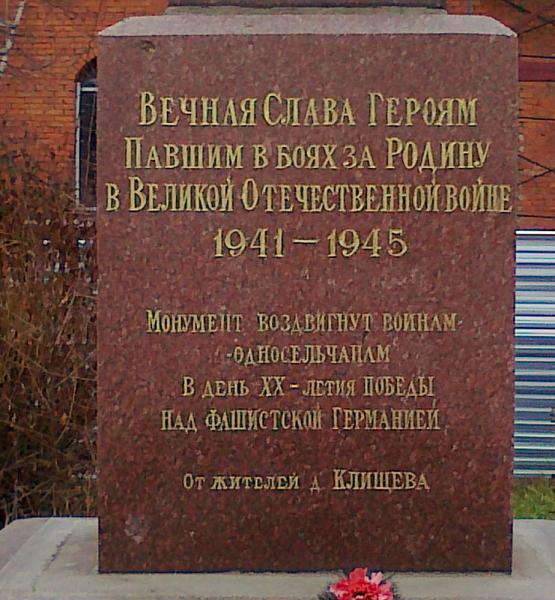 Вечная Слава Героям
Павшим в боях за Родину
в Великой Отечественной войне
1941 – 1945
Монумент воздвигнут воинам-
-односельчанам
В день XX-летия победы
над фашистской Германией
От жителей д. Клищева